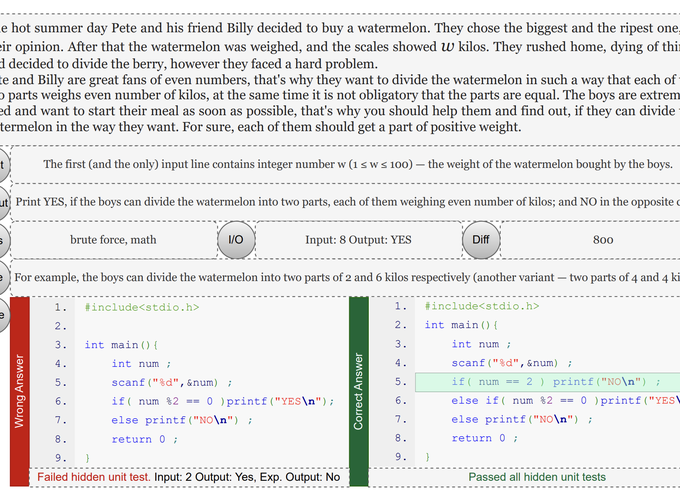 e hot summer day Pete and his friend Billy decided to buy a watermelon. They chose the biggest and the ripest one,
eir opinion. After that the watermelon was weighed, and the scales showed w kilos. They rushed home, dying of thi
d decided to divide the berry, however they faced a hard problem.
te and Billy are great fans of even numbers, that's why they want to divide the watermelon in such a way that each of
o parts weighs even number of kilos, at the same time it is not obligatory that the parts are equal. The boys are extrem
ed and want to start their meal as soon as possible, that's why you should help them and find out, if they can divide
termelon in the way they want. For sure, each of them should get a part of positive weight.
t
The first (and the only) input line contains integer number w (1 ≤ w ≤ 100) — the weight of the watermelon bought by the boys.
ut
Print YES, if the boys can divide the watermelon into two parts, each of them weighing even number of kilos; and NO in the opposite c
s
brute force, math
I/O
Input: 8 Output: YES
Diff
800
e
For example, the boys can divide the watermelon into two parts of 2 and 6 kilos respectively (another variant — two parts of 4 and 4 ki
e
Wrong Answer
1. #include<stdio.h>
2.
3. int main(){
4. int num ;
5. scanf("%d",&num) ;
6. if( num %2 == 0 )printf("YES\n");
7. else printf("NO\n") ;
8. return 0 ;
9. }
Failed hidden unit test. Input: 2 Output: Yes, Exp. Output: No
Correct Answer
1. #include<stdio.h>
2. int main(){
3. int num ;
4. scanf("%d",&num) ;
5. if( num == 2 ) printf("NO\n") ;
6. else if( num %2 == 0 )printf("YES\
7. else printf("NO\n") ;
8. return 0 ;
9. }
Passed all hidden unit tests